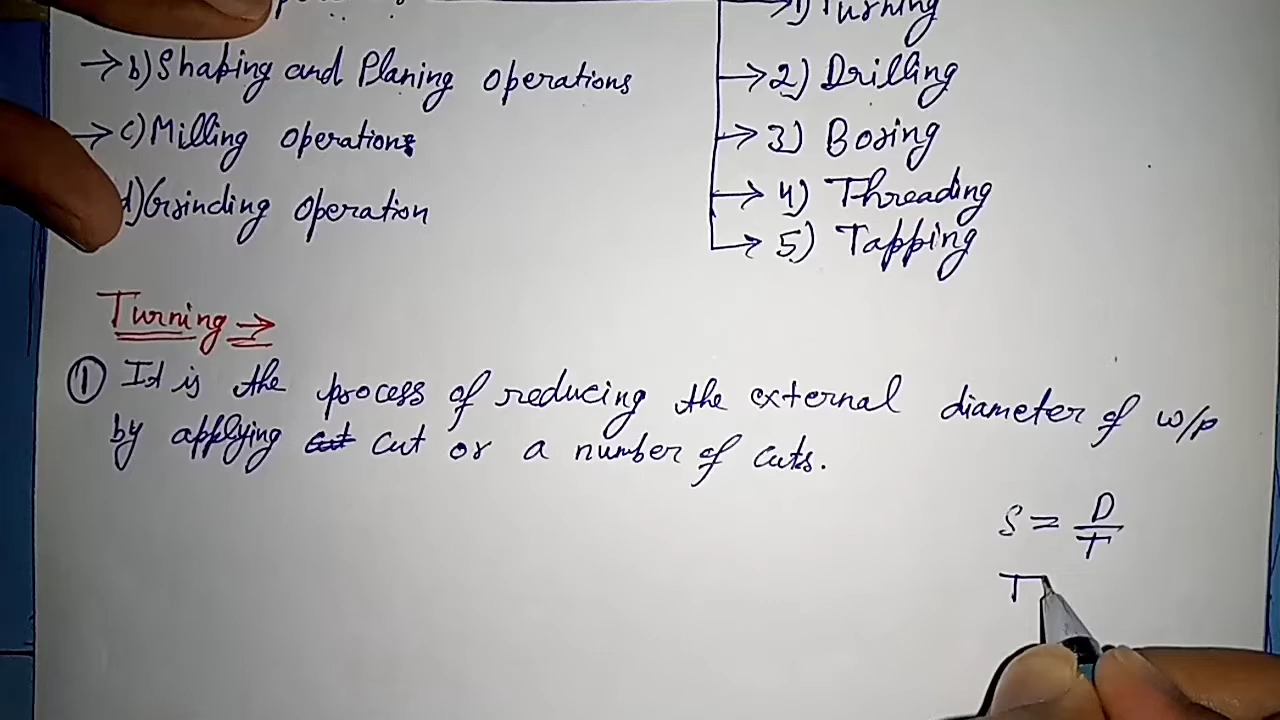 1) Turning
→ b) Shaping and Planing operations
→ 2) Drilling
→ c) Milling operations
→ 3) Boring
d) Grinding operation
→ 4) Threading
→ 5) Tapping
Turning →
① It is the process of reducing the external diameter of w/p
by applying cut cut or a number of cuts.
S = D/T
T